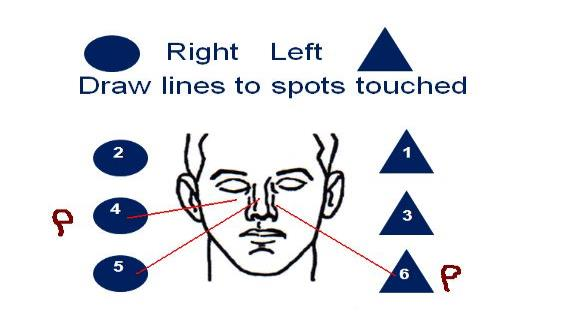 Right Left
Draw lines to spots touched
2 1
P 4 3
5 6 P